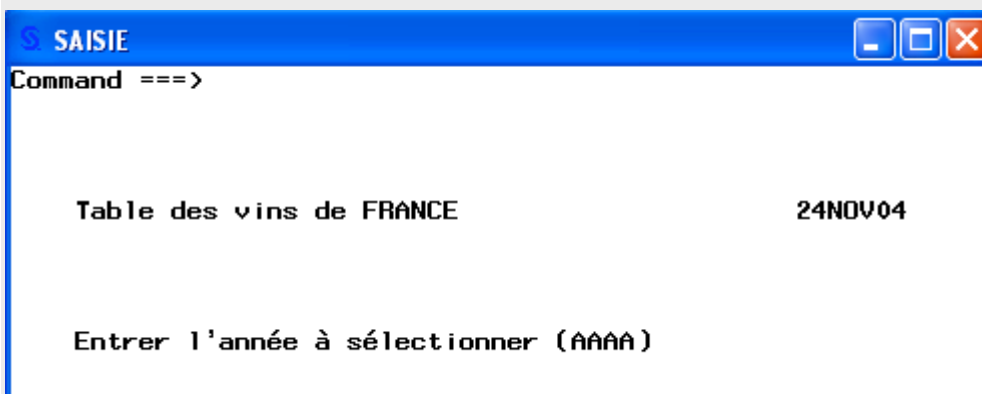 SAISIE
Command ===>
Table des vins de FRANCE 24NOV04
Entrer l'année à sélectionner (AAAA)